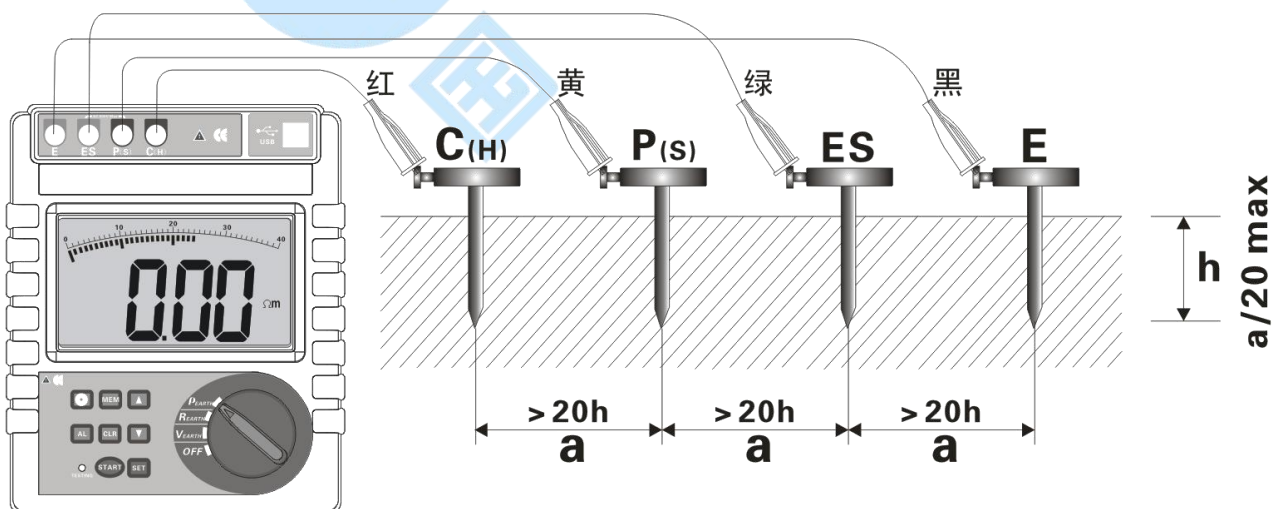 红 黄 绿 黑
E ES P(S) C(H) USB
C(H) P(S) ES E
0 10 20 30 40
0.00 Ωm
h
a/20 max
MEM
AL CLR
START SET
ρEARTH
REARTH
VEARTH
OFF
>20h >20h >20h
a a a